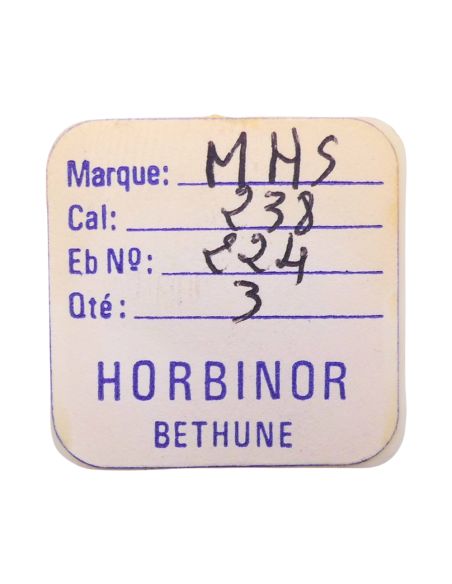 Marque: MHS
Cal: 238
Eb Nº: 224
Qté: 3
HORBINOR
BETHUNE